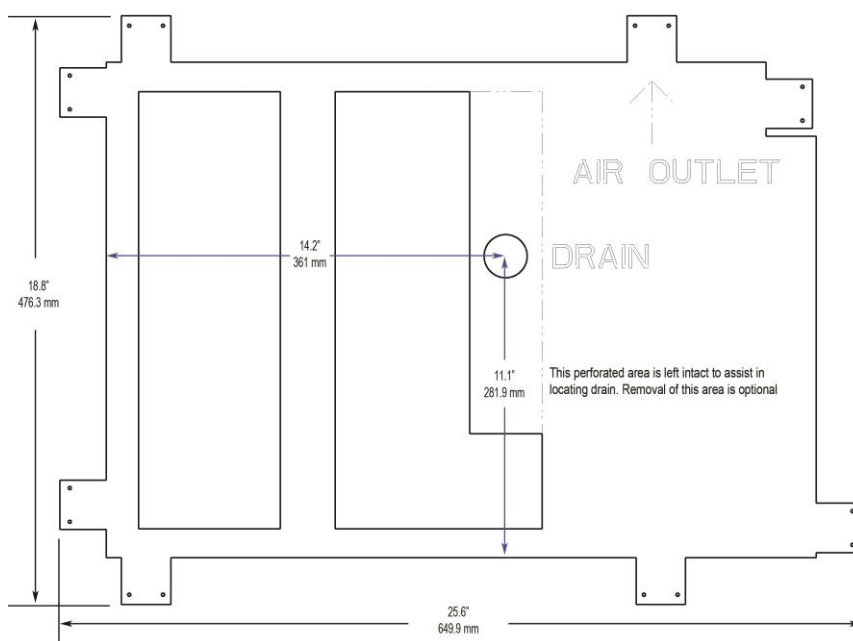 AIR OUTLET
14.2"
361 mm
DRAIN
18.8"
476.3 mm
11.1"
281.9 mm
This perforated area is left intact to assist in
locating drain. Removal of this area is optional
25.6"
649.9 mm